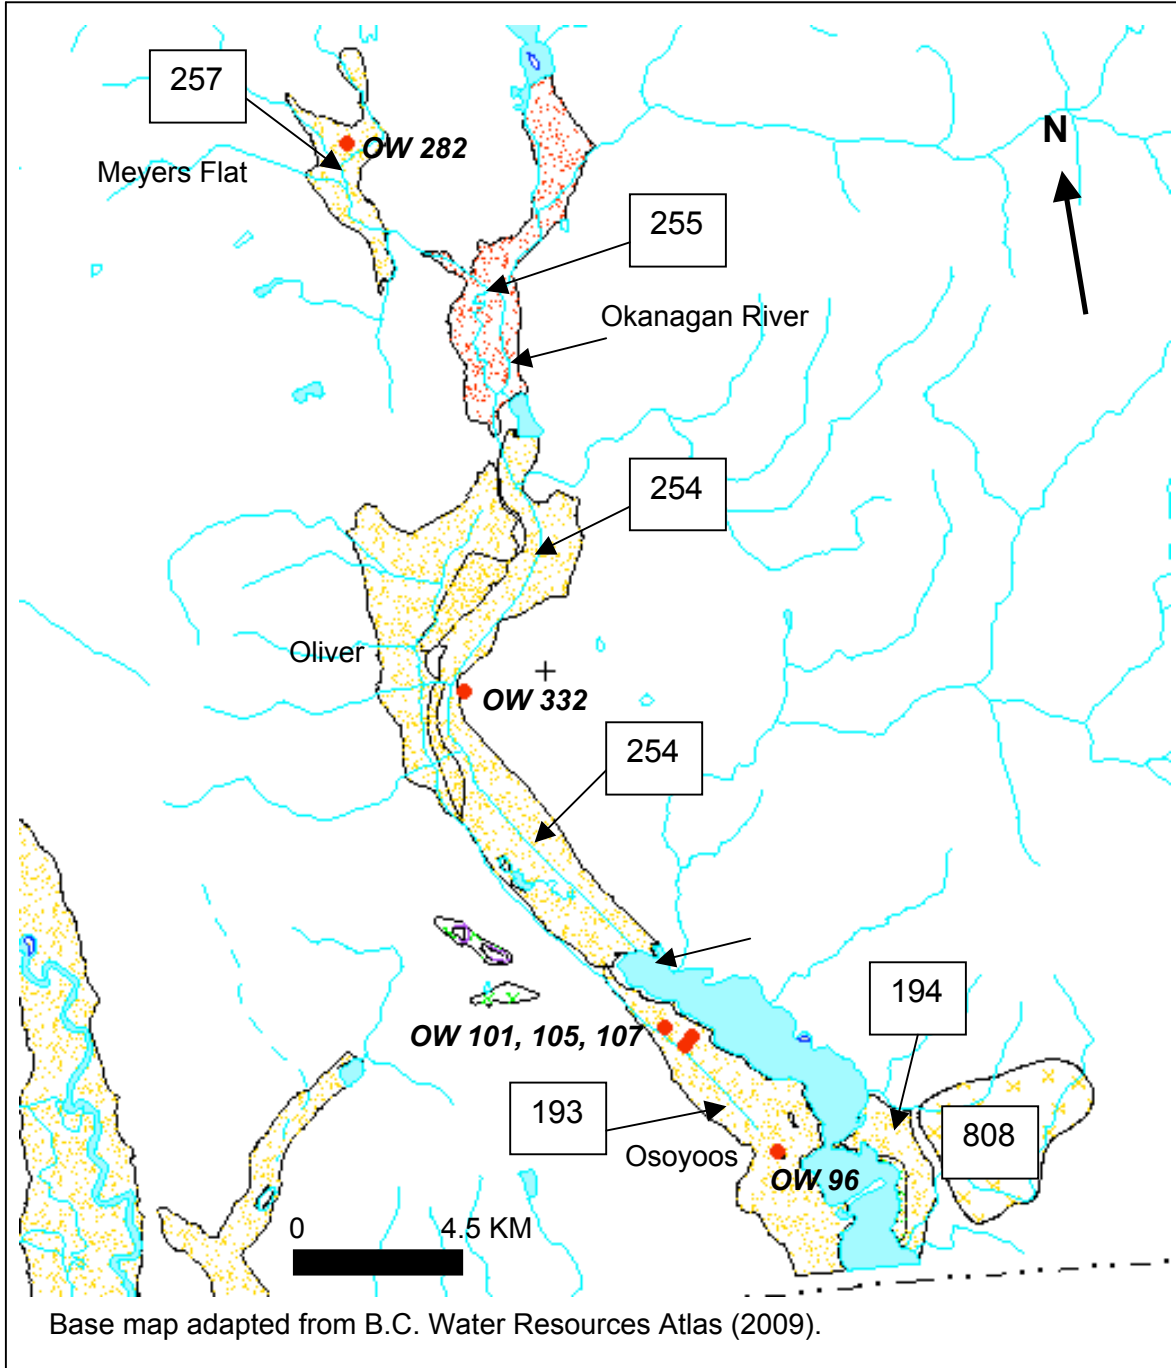 257
N
OW 282
Meyers Flat
255
Okanagan River
254
Oliver
OW 332
254
194
OW 101, 105, 107
193
808
Osoyoos
OW 96
0 4.5 KM
Base map adapted from B.C. Water Resources Atlas (2009).